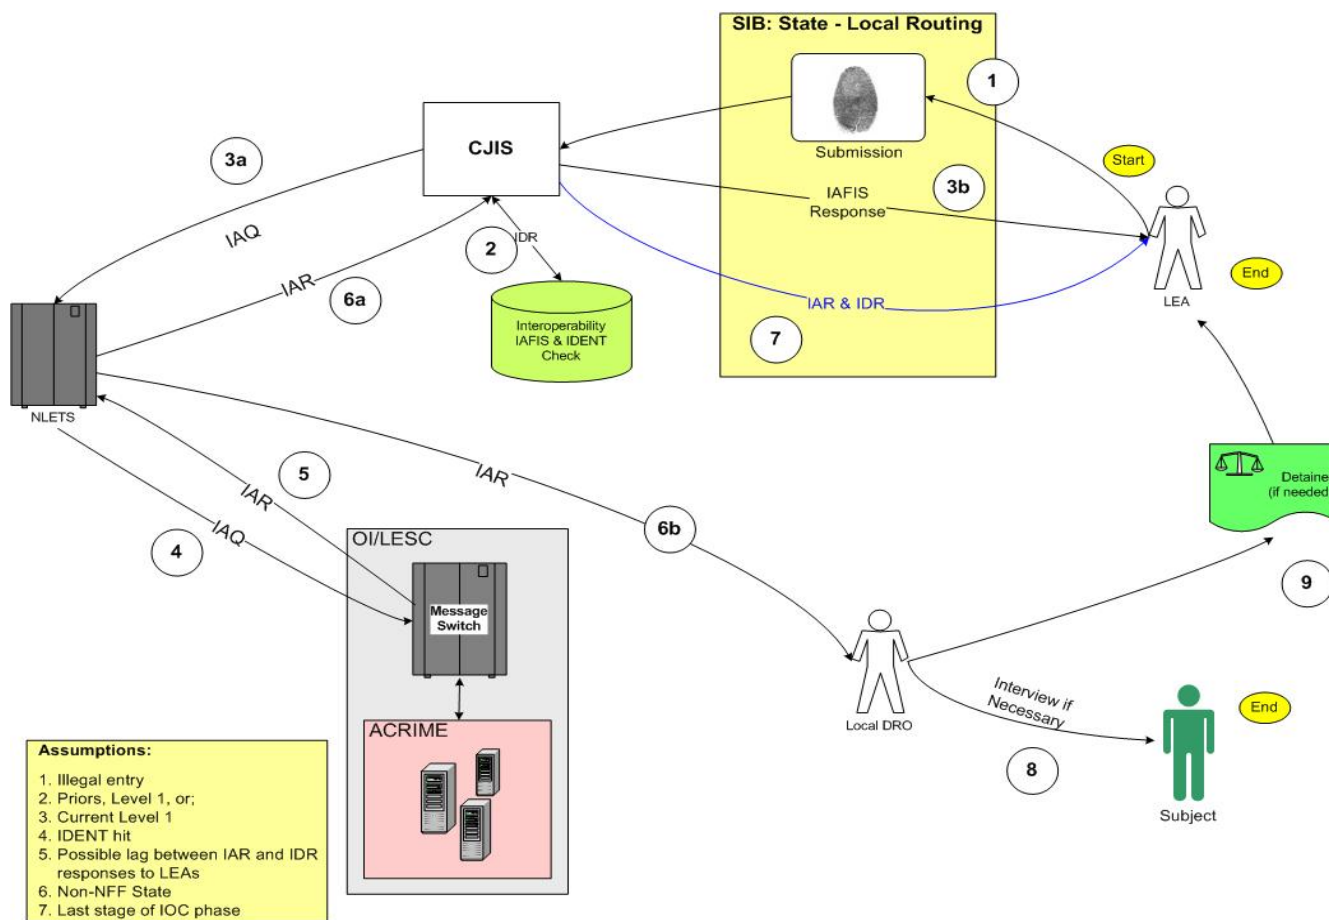 SIB: State - Local Routing
1
Submission
Start
CJIS
3a
3b
IAFIS
Response
IAQ
2
IDR
IAR
6a
End
LEA
IAR & IDR
7
Interoperability
IAFIS & IDENT
Check
NLETS
5
IAR
IAR
IAQ
4
6b
Detaine
(if needed
9
OI/LESC
Message
Switch
ACRIME
Local DRO
Interview if
Necessary
End
8
Subject
Assumptions:
1. Illegal entry
2. Priors, Level 1, or;
3. Current Level 1
4. IDENT hit
5. Possible lag between IAR and IDR
responses to LEAs
6. Non-NFF State
7. Last stage of IOC phase